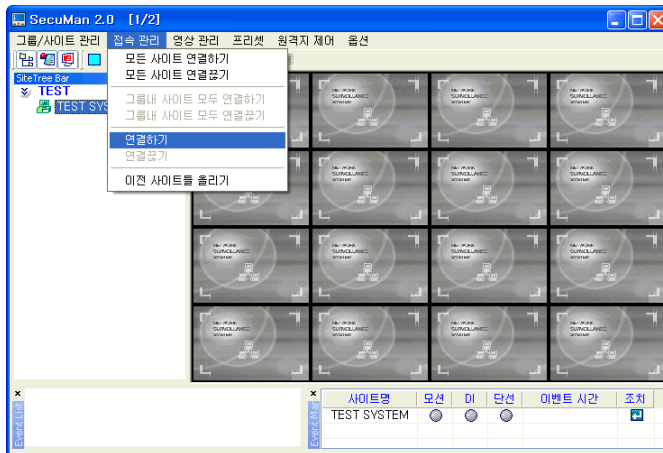 SecuMan 2.0 [1/2]
그룹/사이트 관리 접속 관리 영상 관리 프리셋 원격지 제어 옵션
모든 사이트 연결하기
모든 사이트 연결끊기
그룹내 사이트 모두 연결하기
그룹내 사이트 모두 연결끊기
연결하기
연결끊기
이전 사이트들 올리기
SiteTree Bar
TEST
TEST SYS
Event List
Event Mar
사이트명 모션 DI 단선 이벤트 시간 조치
TEST SYSTEM